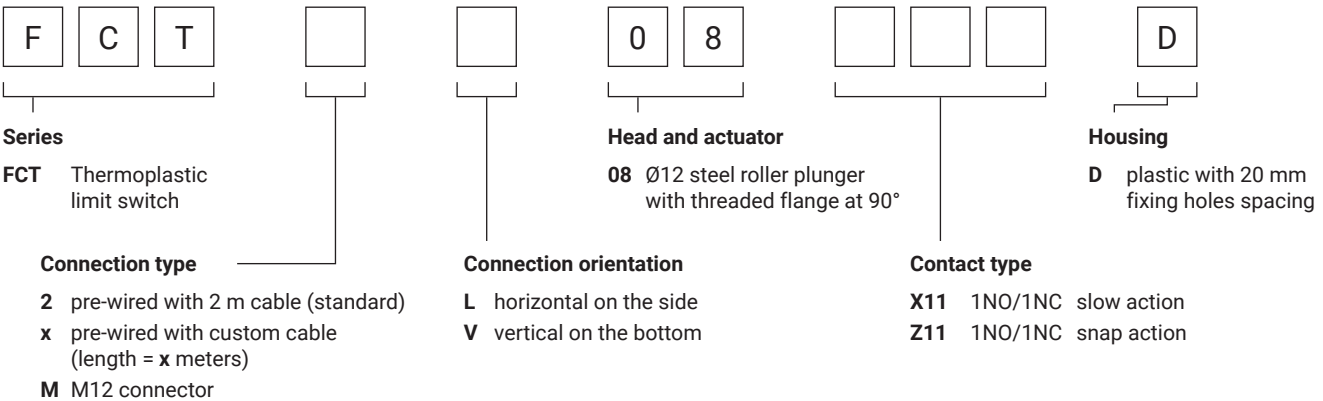 F C T 0 8 D
Series
FCT Thermoplastic
limit switch
Head and actuator
08 Ø12 steel roller plunger
with threaded flange at 90°
Housing
D plastic with 20 mm
fixing holes spacing
Connection type
2 pre-wired with 2 m cable (standard)
x pre-wired with custom cable
(length = x meters)
M M12 connector
Connection orientation
L horizontal on the side
V vertical on the bottom
Contact type
X11 1NO/1NC slow action
Z11 1NO/1NC snap action